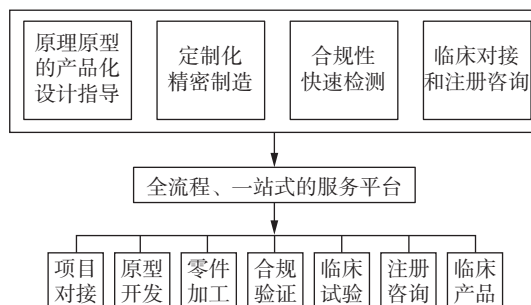 原理原型
的产品化
设计指导
定制化
精密制造
合规性
快速检测
临床对接
和注册咨询
全流程、一站式的服务平台
项目
对接
原型
开发
零件
加工
合规
验证
临床
试验
注册
咨询
临床
产品